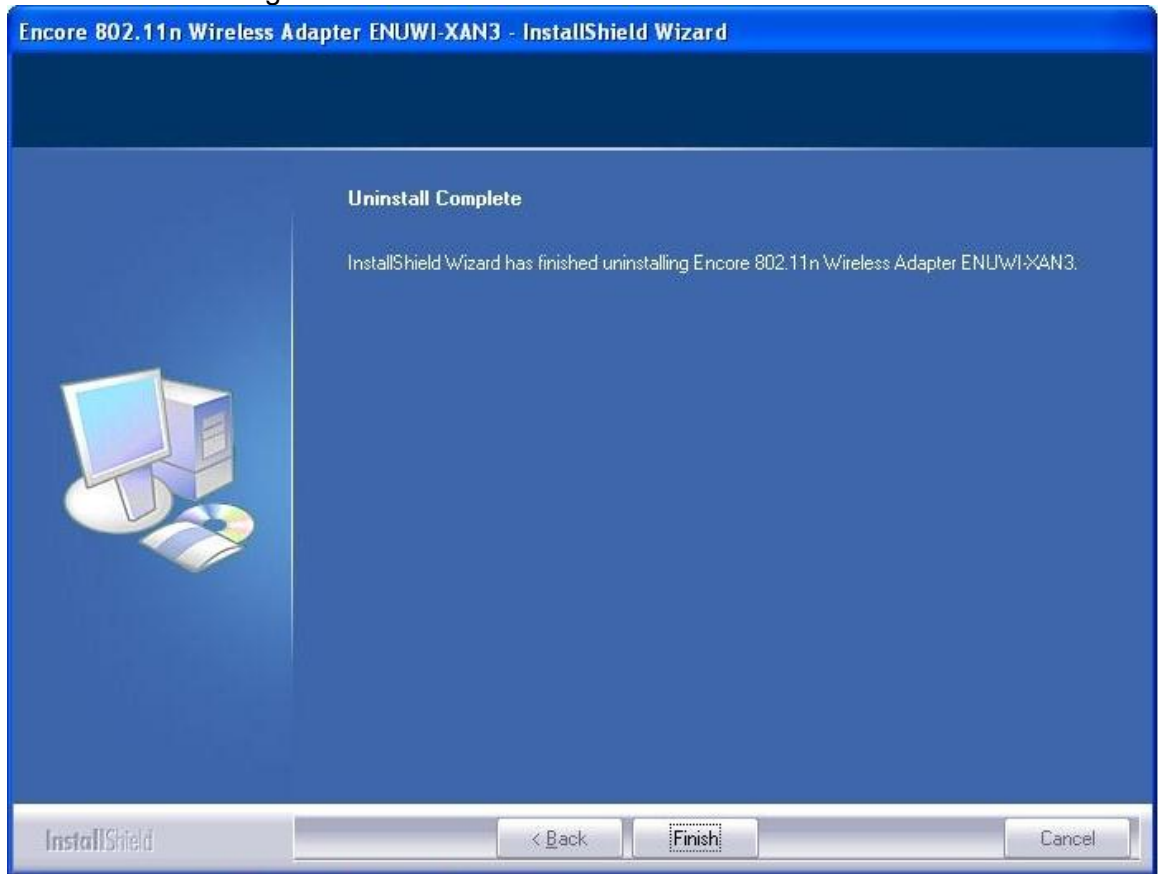 Encore 802.11n Wireless Adapter ENUWI-XAN3 - InstallShield Wizard
Uninstall Complete
InstallShield Wizard has finished uninstalling Encore 802.11n Wireless Adapter ENUWI-XAN3.
InstallShield
< Back Finish Cancel